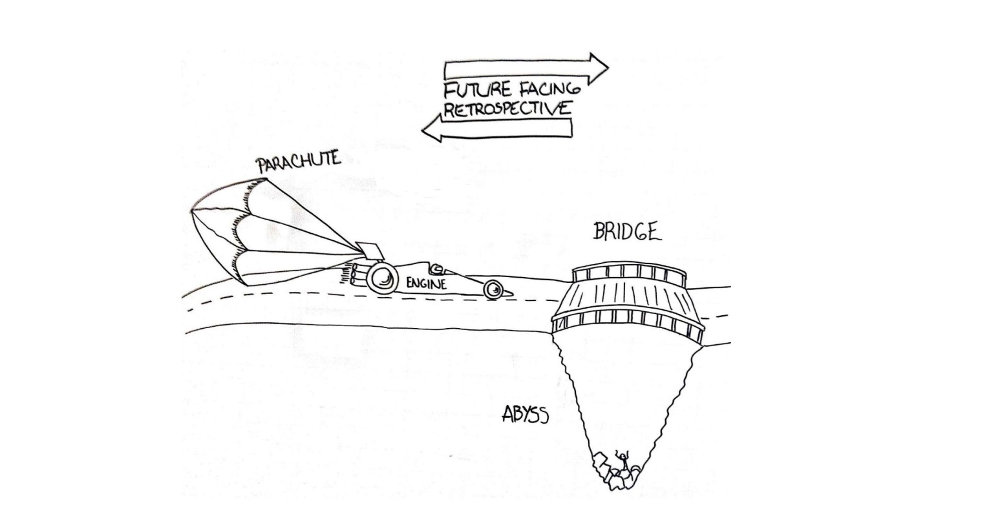 FUTURE FACING
RETROSPECTIVE
PARACHUTE
BRIDGE
ENGINE
ABYSS